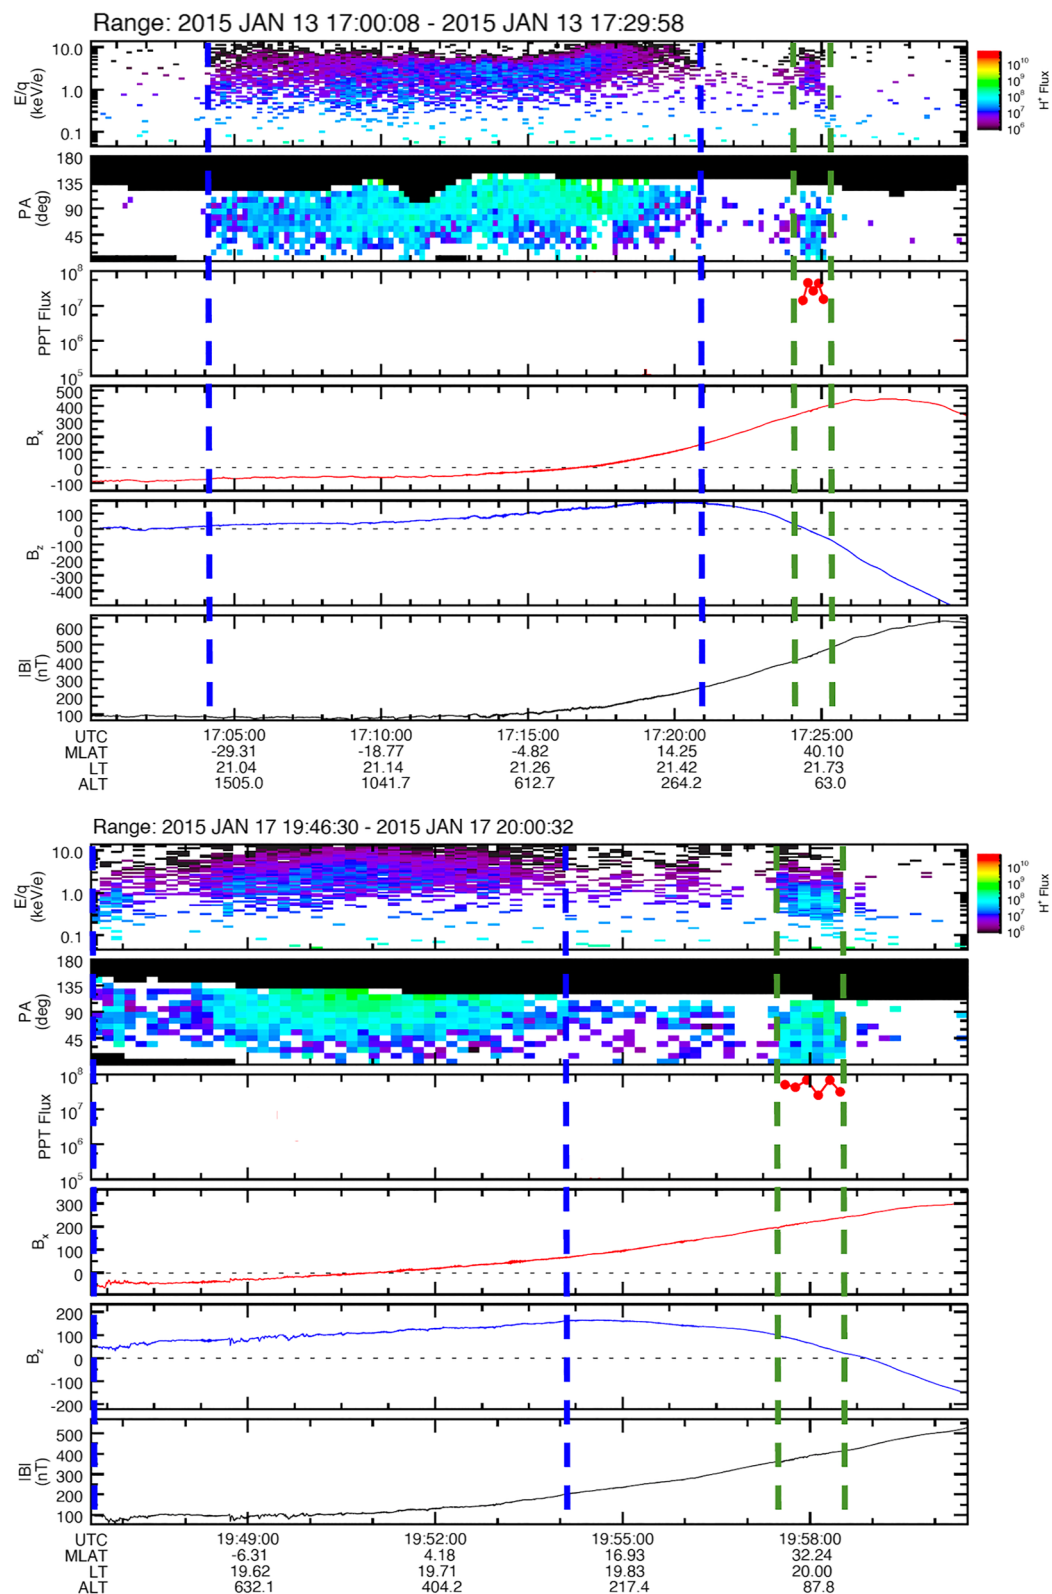 Range: 2015 JAN 13 17:00:08 - 2015 JAN 13 17:29:58
10.0
1.0
0.1
E/q
(keV/e)
10^10
10^9
10^8
10^7
10^6
H+ Flux
180
135
90
45
PA
(deg)
10^8
10^7
10^6
10^5
PPT Flux
500
400
300
200
100
0
-100
Bx
100
0
-100
-200
-300
-400
Bz
600
500
400
300
200
100
|B|
(nT)
UTC 17:05:00 17:10:00 17:15:00 17:20:00 17:25:00
MLAT -29.31 -18.77 -4.82 14.25 40.10
LT 21.04 21.14 21.26 21.42 21.73
ALT 1505.0 1041.7 612.7 264.2 63.0
Range: 2015 JAN 17 19:46:30 - 2015 JAN 17 20:00:32
10.0
1.0
0.1
E/q
(keV/e)
10^10
10^9
10^8
10^7
10^6
H+ Flux
180
135
90
45
PA
(deg)
10^8
10^7
10^6
10^5
PPT Flux
300
200
100
0
Bx
200
100
0
-100
-200
Bz
500
400
300
200
100
|B|
(nT)
UTC 19:49:00 19:52:00 19:55:00 19:58:00
MLAT -6.31 4.18 16.93 32.24
LT 19.62 19.71 19.83 20.00
ALT 632.1 404.2 217.4 87.8